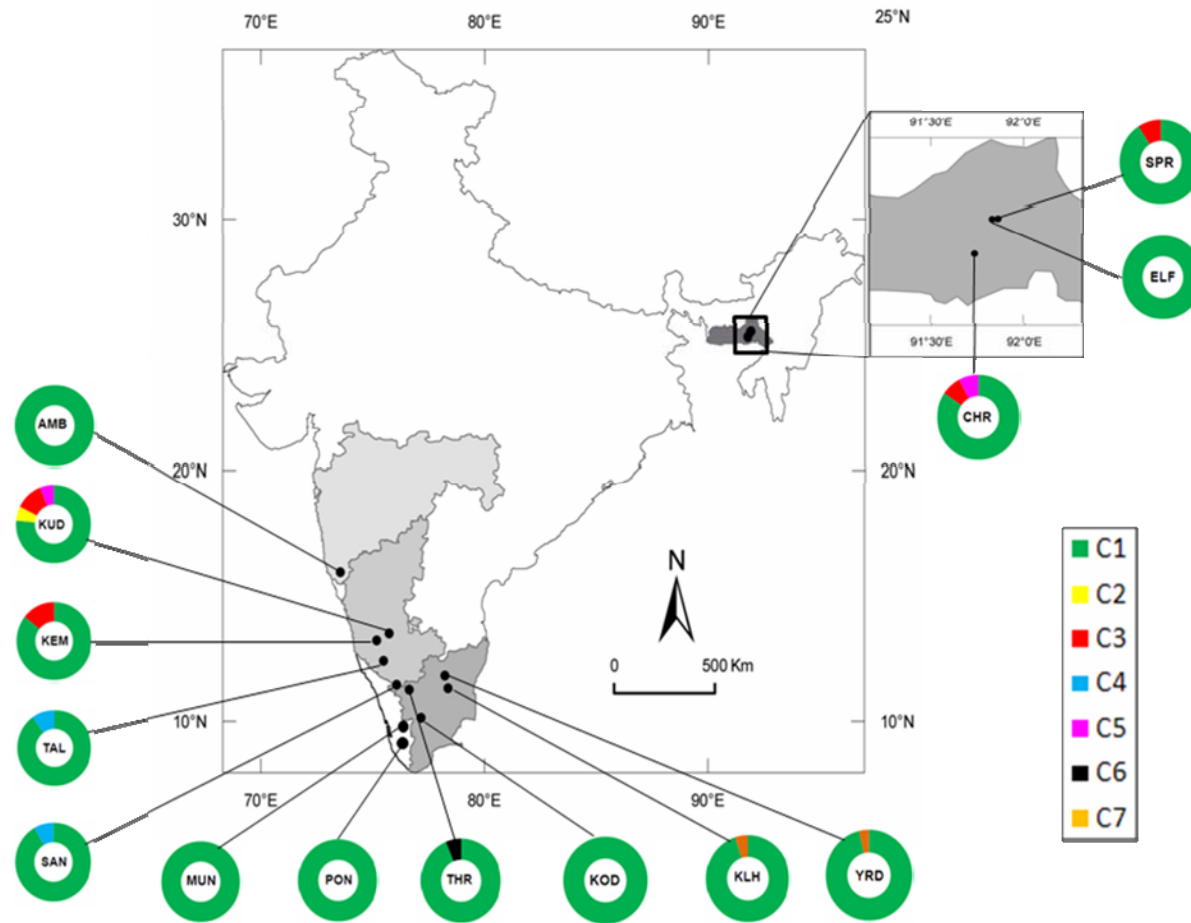 70°E 80°E 90°E 25°N
91°30'E 92°0'E
SPR
30°N
ELF
91°30'E 92°0'E
AMB
CHR
20°N 20°N
KUD
C1
N
C2
KEM
C3
0 500 Km
C4
10°N 10°N
C5
TAL
C6
70°E 80°E 90°E
C7
SAN
MUN PON THR KOD KLH YRD